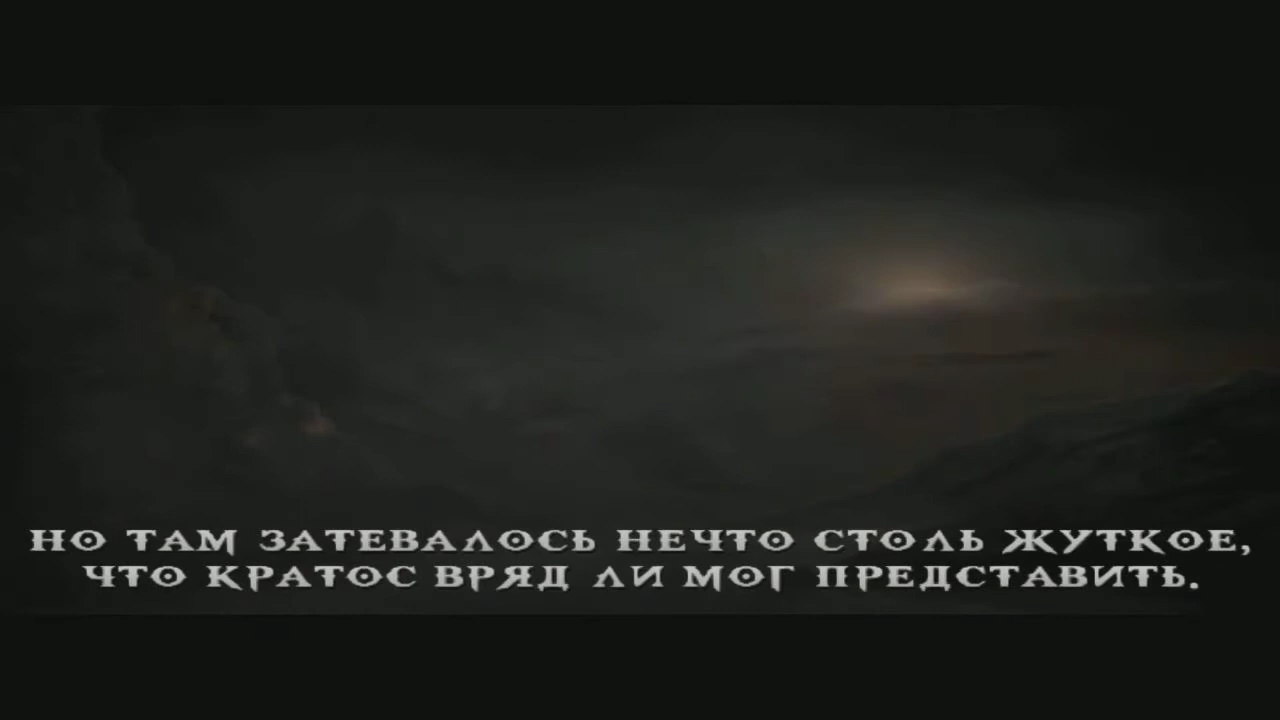 НО ТАМ ЗАТЕВАЛОСЬ НЕЧТО СТОЛЬ ЖУТКОЕ,
ЧТО КРАТОС ВРЯД ЛИ МОГ ПРЕДСТАВИТЬ.